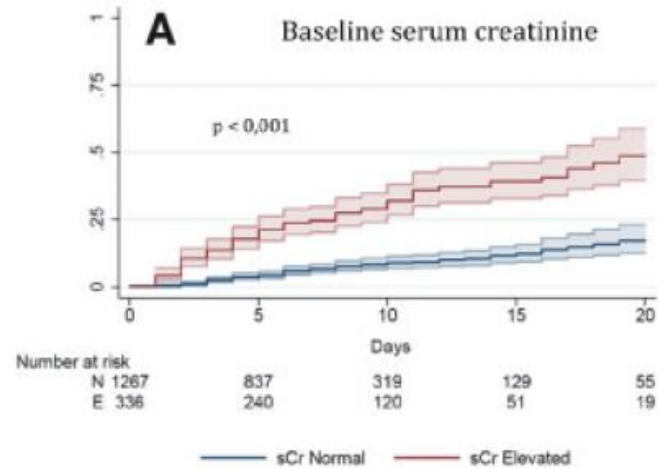 A Baseline serum creatinine
1
.75
p < 0,001
.5
.25
0
0 5 10 15 20
Days
Number at risk
N 1267 837 319 129 55
E 336 240 120 51 19
sCr Normal sCr Elevated